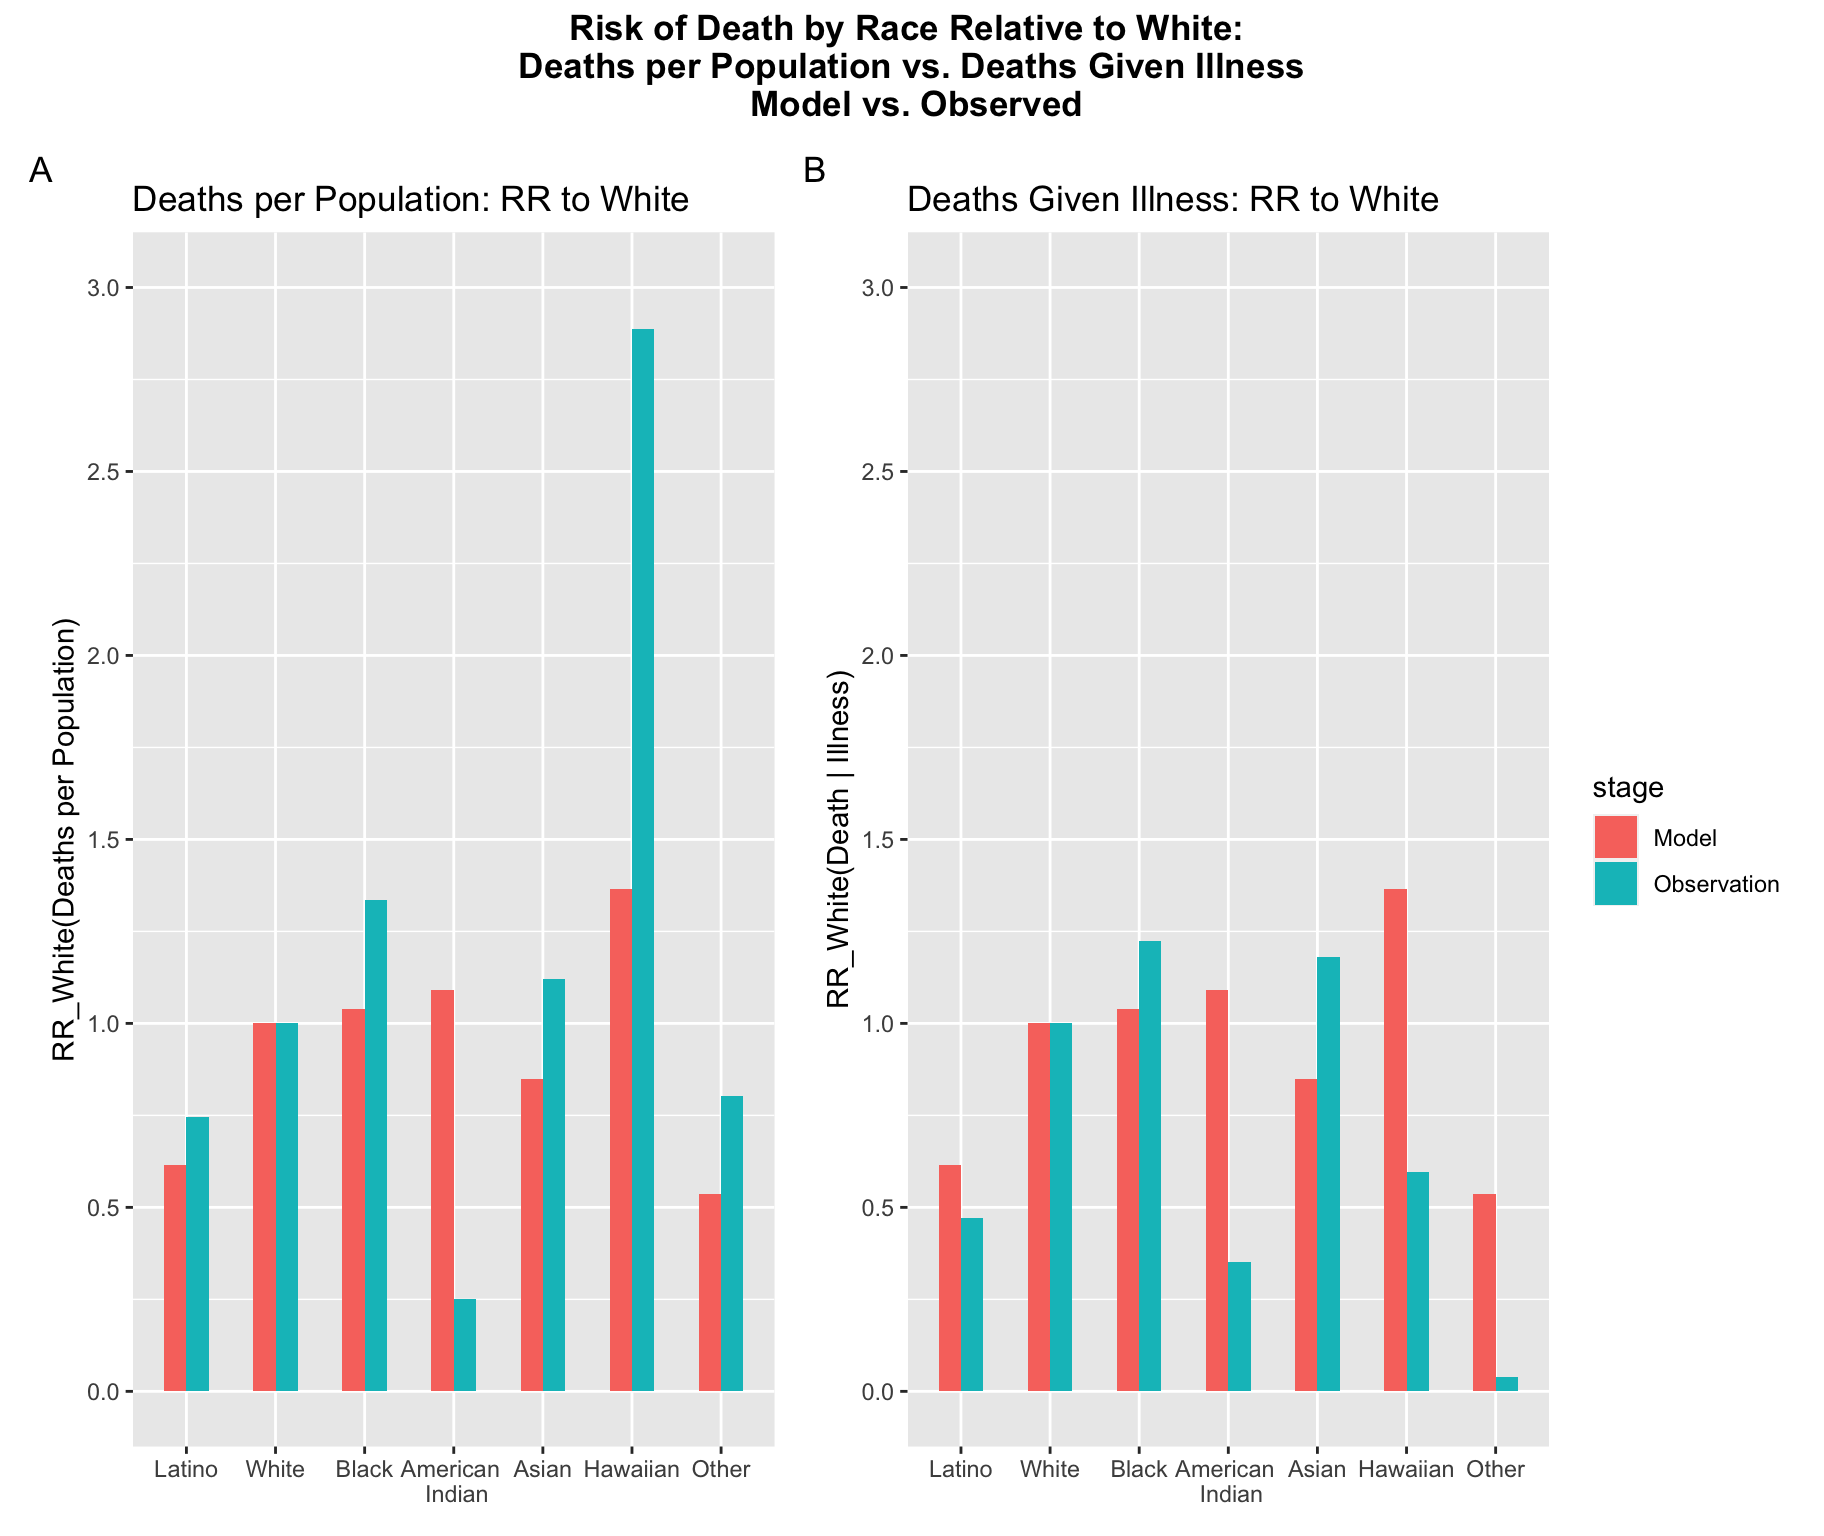 Risk of Death by Race Relative to White:
Deaths per Population vs. Deaths Given Illness
Model vs. Observed
A
Deaths per Population: RR to White
RR_White(Deaths per Population)
3.0
2.5
2.0
1.5
1.0
0.5
0.0
Latino White Black American Asian Hawaiian Other
Indian
B
Deaths Given Illness: RR to White
RR_White(Death | Illness)
3.0
2.5
2.0
1.5
1.0
0.5
0.0
Latino White Black American Asian Hawaiian Other
Indian
stage
Model
Observation